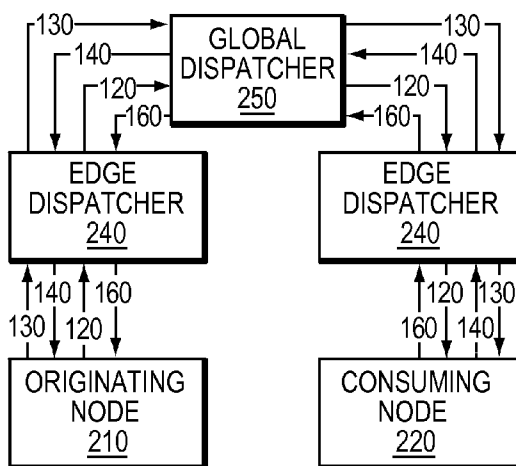 130
GLOBAL
DISPATCHER
250
130
140
140
120
120
160
160
EDGE
DISPATCHER
240
EDGE
DISPATCHER
240
140
160
120
130
130
120
160
140
ORIGINATING
NODE
210
CONSUMING
NODE
220